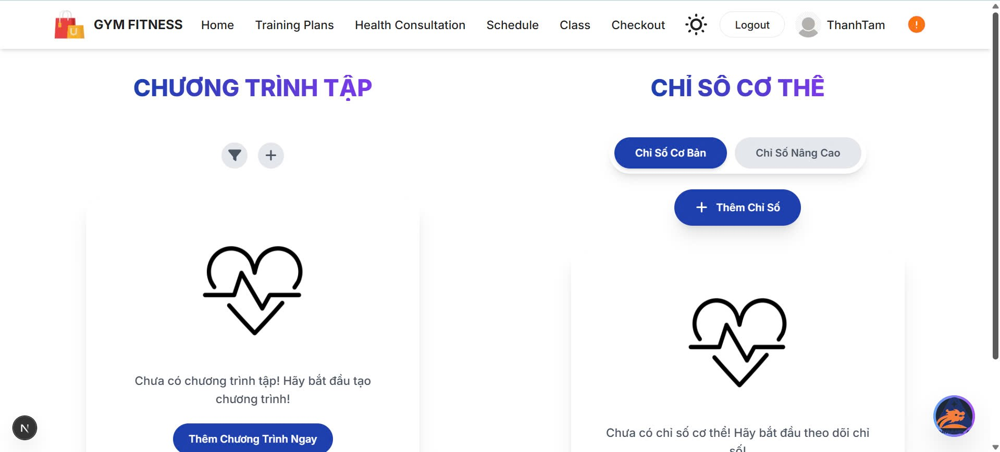 GYM FITNESS Home Training Plans Health Consultation Schedule Class Checkout Logout ThanhTam !
CHƯƠNG TRÌNH TẬP
Chưa có chương trình tập! Hãy bắt đầu tạo
chương trình!
Thêm Chương Trình Ngay
CHỈ SÔ CƠ THÊ
Chỉ Số Cơ Bản Chỉ Số Nâng Cao
+ Thêm Chỉ Số
Chưa có chỉ số cơ thể! Hãy bắt đầu theo dõi chỉ
số!
N
U